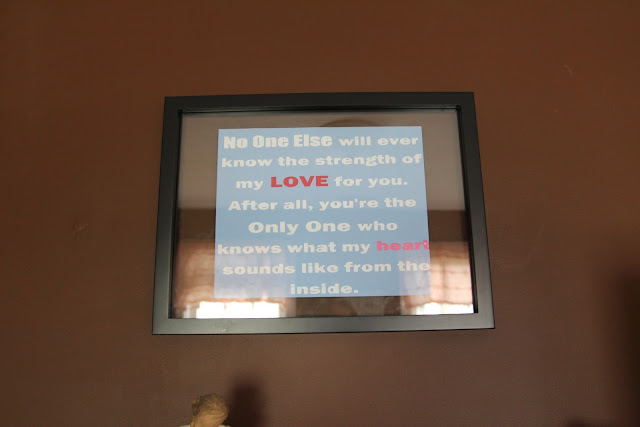 No One Else will ever
know the strength of
my LOVE for you.
After all, you're the
Only One who
knows what my heart
sounds like from the
inside.